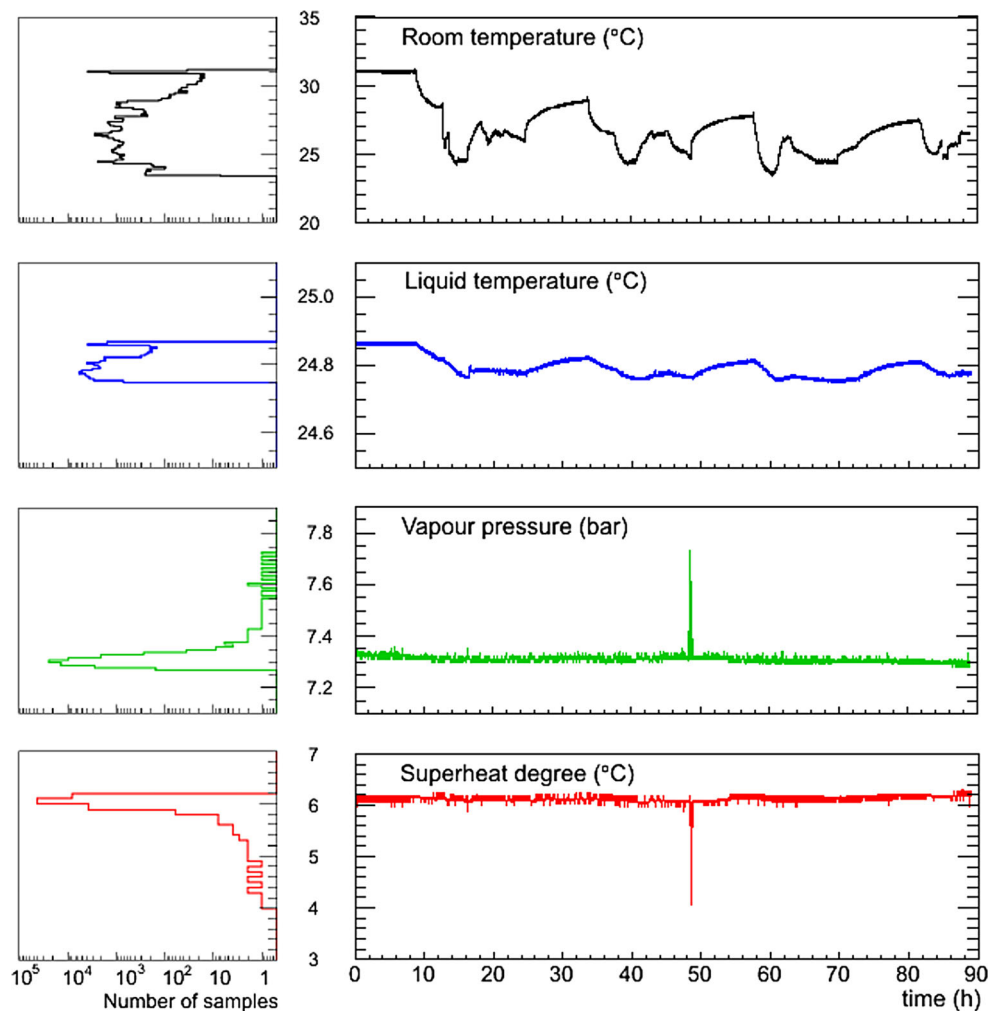 35
30
25
20
Room temperature (°C)
25.0
24.8
24.6
Liquid temperature (°C)
7.8
7.6
7.4
7.2
Vapour pressure (bar)
7
6
5
4
3
Superheat degree (°C)
10⁵ 10⁴ 10³ 10² 10 1
Number of samples
0 10 20 30 40 50 60 70 80 90
time (h)